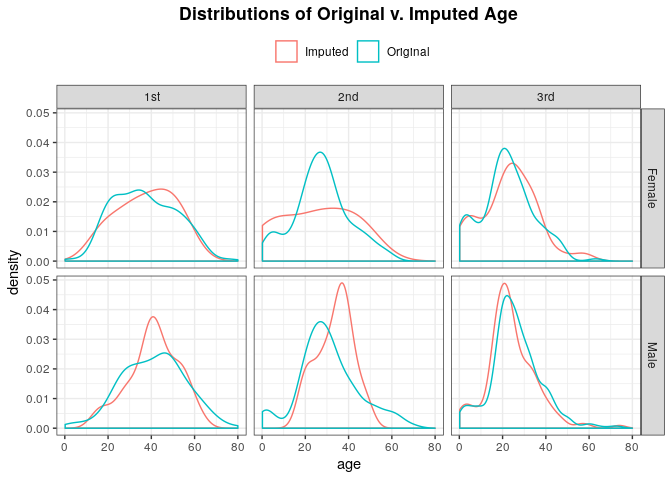 Distributions of Original v. Imputed Age
Imputed Original
1st 2nd 3rd
0.05
0.04
0.03
0.02
0.01
0.00
Female
0.05
0.04
0.03
0.02
0.01
0.00
Male
density
0 20 40 60 80 0 20 40 60 80 0 20 40 60 80
age